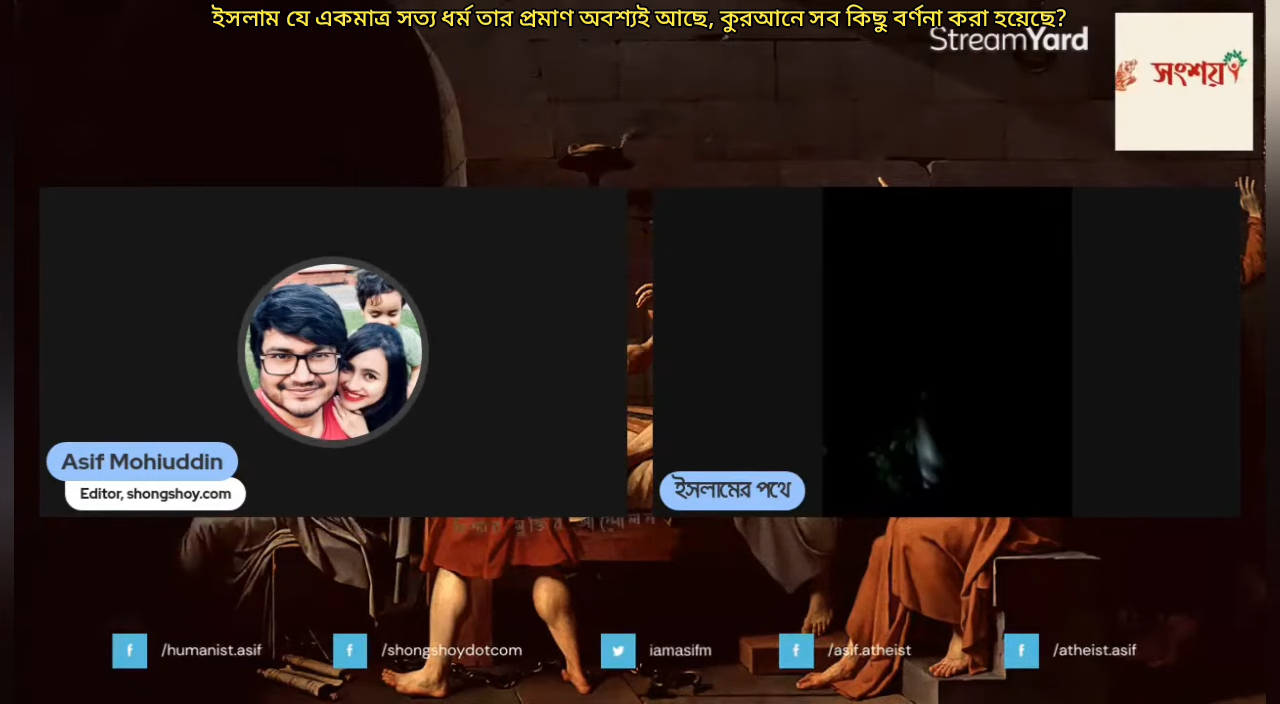 ইসলাম যে একমাত্র সত্য ধর্ম তার প্রমাণ অবশ্যই আছে, কুরআনে সব কিছু বর্ণনা করা হয়েছে?
StreamYard
সংশয়
Asif Mohiuddin
Editor, shongshoy.com
ইসলামের পথে
/humanist.asif
/shongshoydotcom
iamasifm
/asif.atheist
/atheist.asif